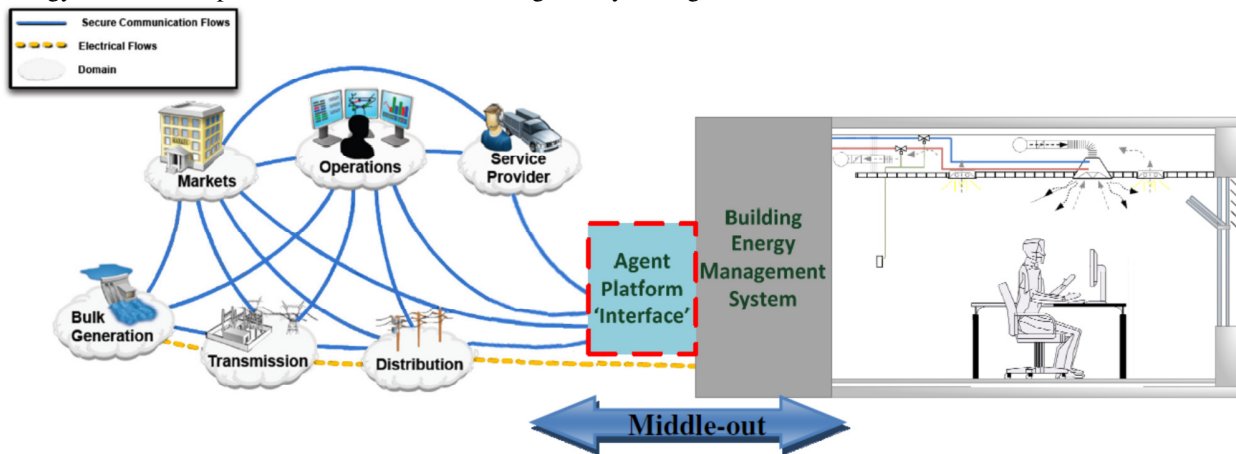 Secure Communication Flows
Electrical Flows
Domain
Markets
Operations
Service
Provider
Bulk
Generation
Transmission
Distribution
Agent
Platform
‘Interface’
Building
Energy
Management
System
Middle-out